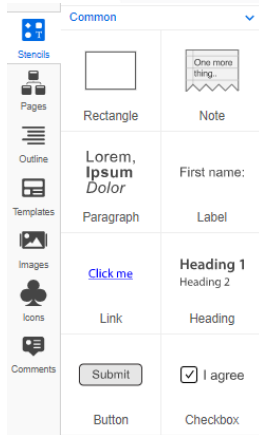 Common
Stencils
Pages
Outline
Templates
Images
Icons
Comments
One more
thing..
Rectangle
Note
Lorem,
Ipsum
Dolor
First name:
Paragraph
Label
Click me
Heading 1
Heading 2
Link
Heading
Submit
I agree
Button
Checkbox